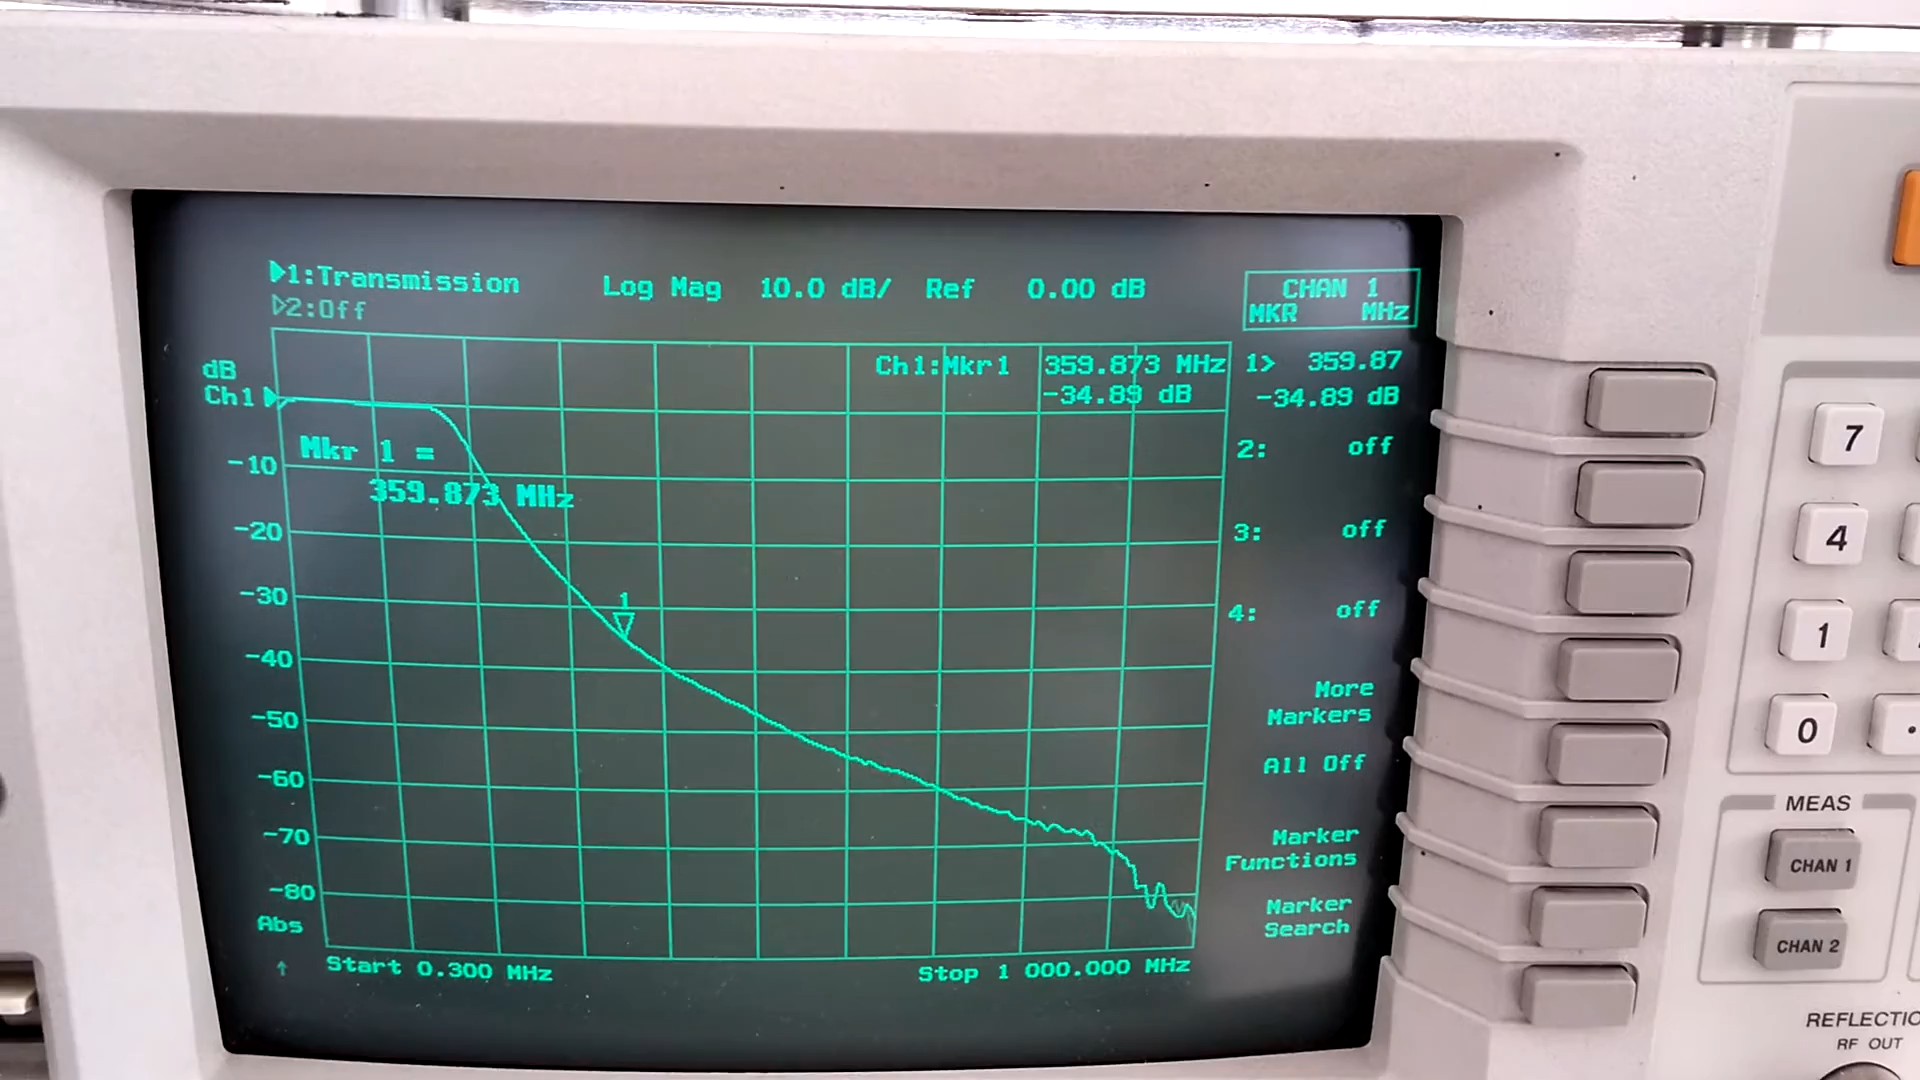 ▷1:Transmission Log Mag 10.0 dB/ Ref 0.00 dB
▷2:Off
CHAN 1
MKR MHz
dB
Ch1
Ch1:Mkr1 359.873 MHz
-34.89 dB
1> 359.87
-34.89 dB
Mkr 1 =
359.873 MHz
2: off
3: off
4: off
1
-10
-20
-30
-40
-50
-60
-70
-80
Abs
More
Markers
All Off
Marker
Functions
Marker
Search
Start 0.300 MHz Stop 1 000.000 MHz
7
4
1
0
.
MEAS
CHAN 1
CHAN 2
RF OUT